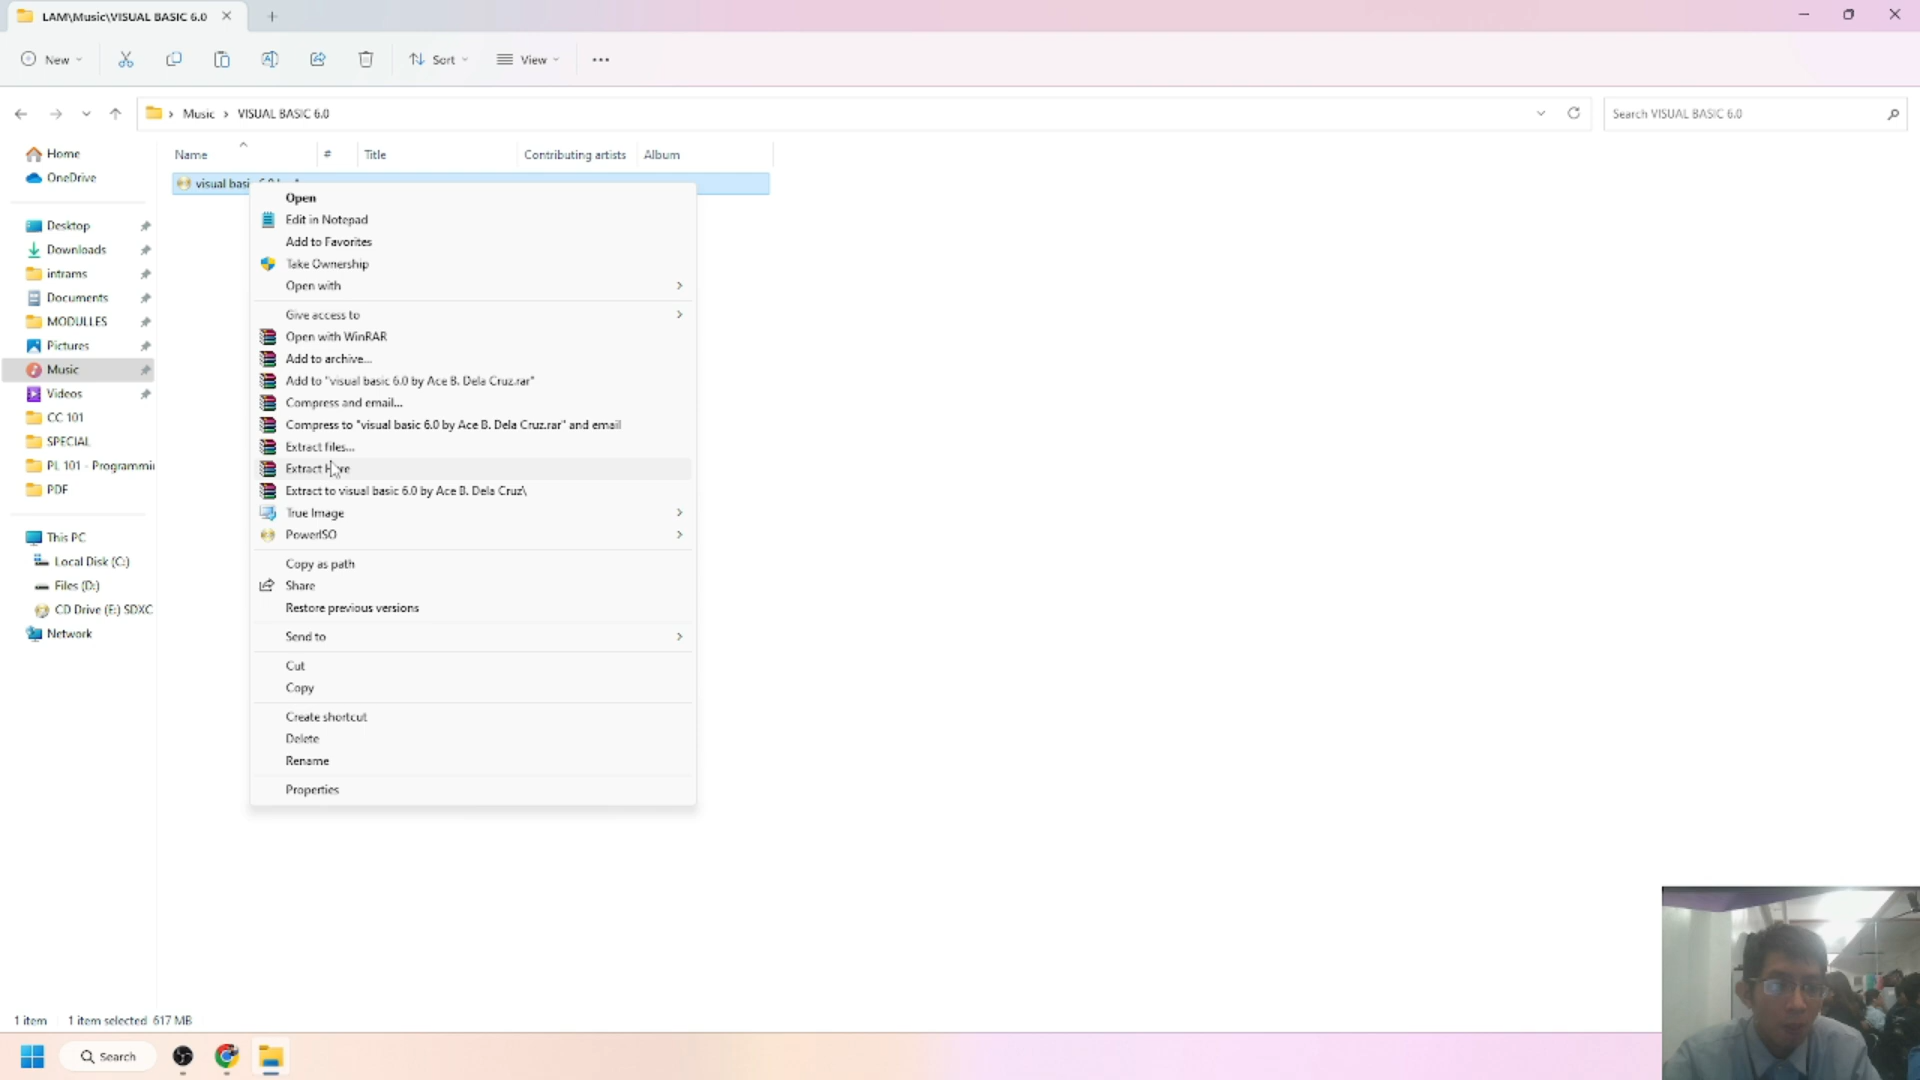 LAM\Music\VISUAL BASIC 6.0
New
Sort
View
Music
VISUAL BASIC 6.0
Search VISUAL BASIC 6.0
Name
#
Title
Contributing artists
Album
visual basi
Home
OneDrive
Desktop
Downloads
intrams
Documents
MODULLES
Pictures
Music
Videos
CC 101
SPECIAL
PL 101 - Programmi
PDF
This PC
Local Disk (C:)
Files (D:)
CD Drive (E:) SDXC
Network
Open
Edit in Notepad
Add to Favorites
Take Ownership
Open with
Give access to
Open with WinRAR
Add to archive...
Add to "visual basic 6.0 by Ace B. Dela Cruz.rar"
Compress and email...
Compress to "visual basic 6.0 by Ace B. Dela Cruz.rar" and email
Extract files...
Extract Here
Extract to visual basic 6.0 by Ace B. Dela Cruz\
True Image
PowerISO
Copy as path
Share
Restore previous versions
Send to
Cut
Copy
Create shortcut
Delete
Rename
Properties
1 item
1 item selected 617 MB
Search